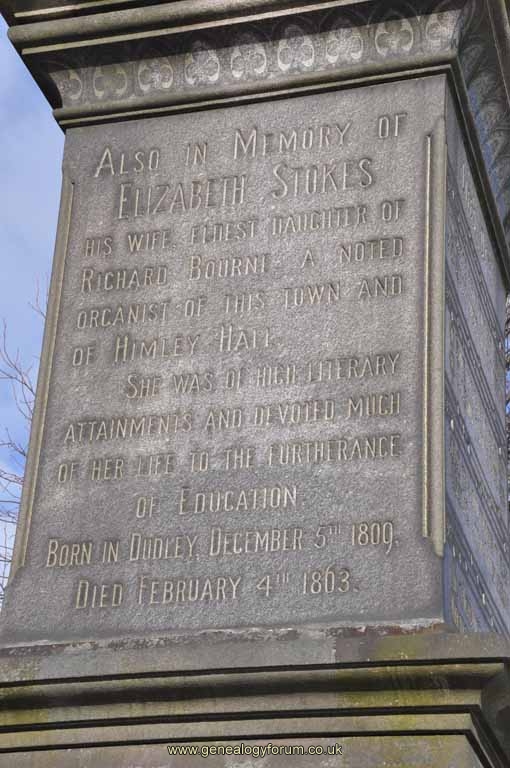 Also in Memory of
Elizabeth Stokes
his wife, eldest daughter of
Richard Bourne, a noted
organist of this town and
of Himley Hall.
She was of high literary
attainments and devoted much
of her life to the furtherance
of Education
Born in Dudley, December 5th 1809.
Died February 4th 1863.
www.genealogyforum.co.uk